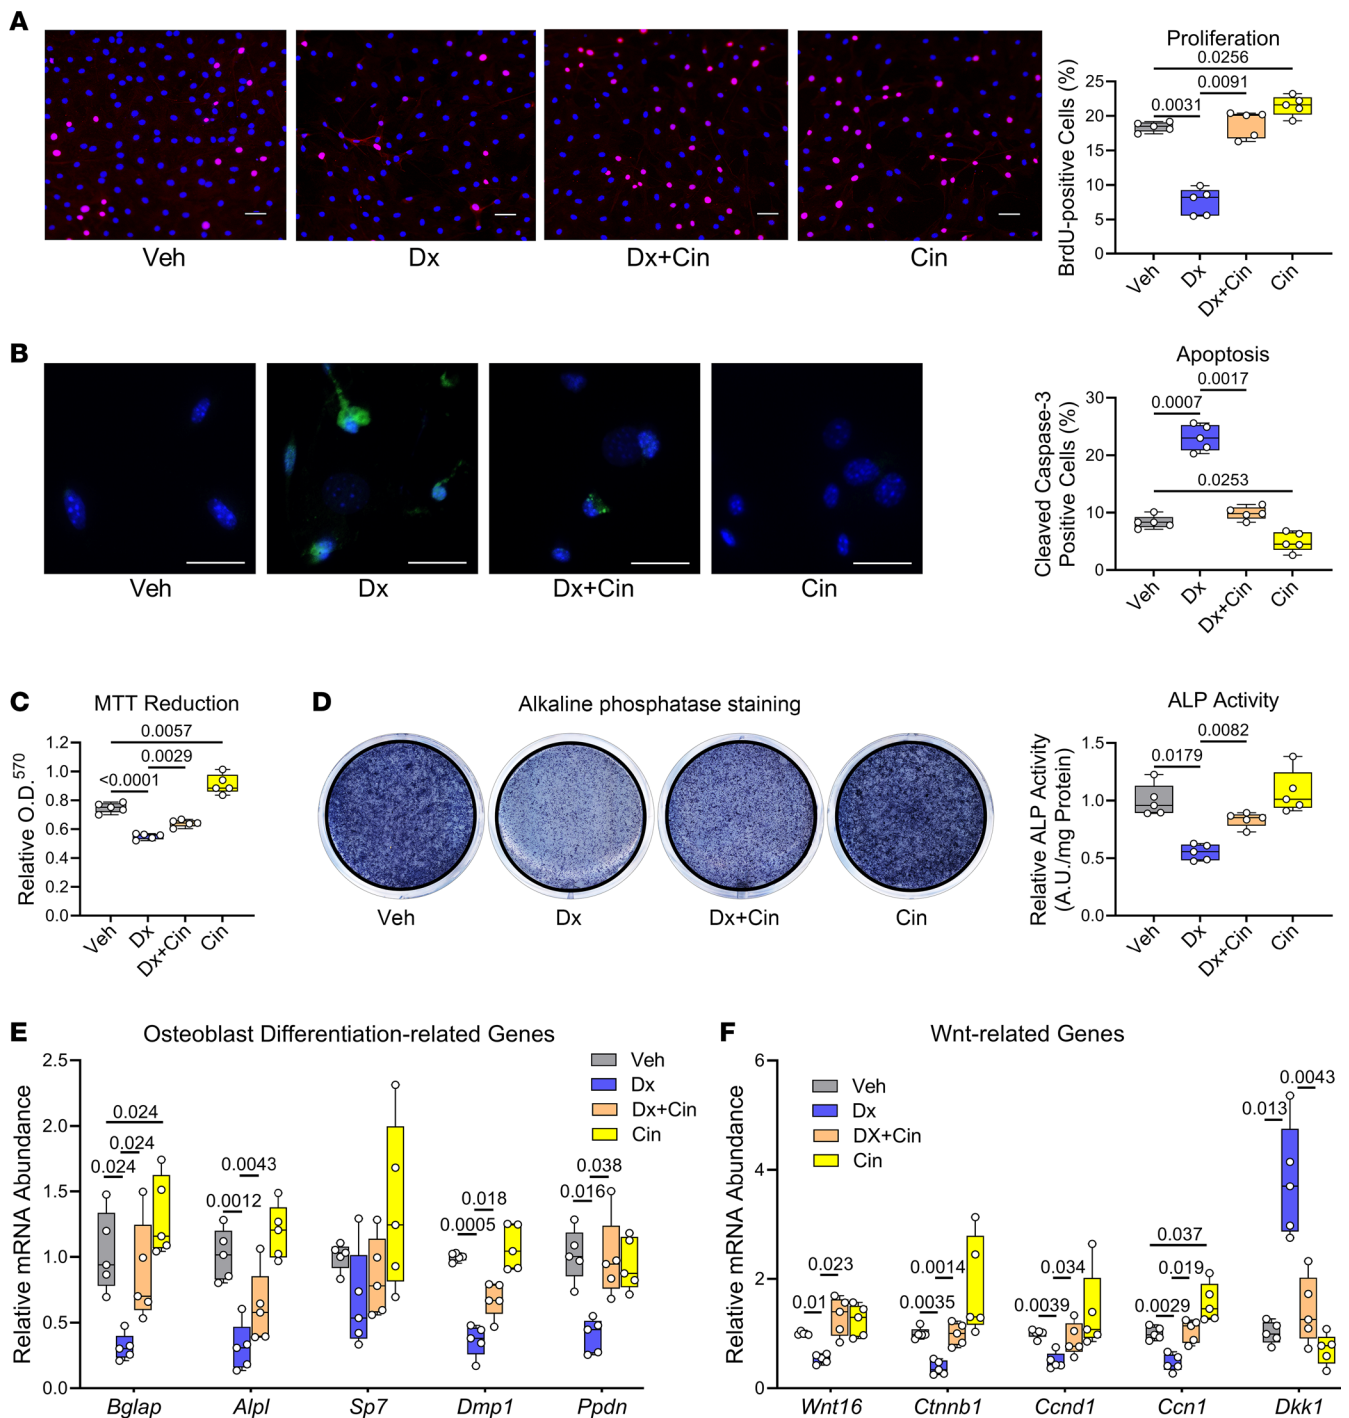 A
Veh
Dx
Dx+Cin
Cin
Proliferation
0.0256
0.0091
0.0031
BrdU-positive Cells (%)
25
20
15
10
5
0
Veh
Dx
Dx+Cin
Cin
B
Veh
Dx
Dx+Cin
Cin
Apoptosis
0.0017
0.0007
0.0253
Cleaved Caspase-3
Positive Cells (%)
30
20
10
0
Veh
Dx
Dx+Cin
Cin
C
MTT Reduction
0.0057
0.0029
<0.0001
Relative O.D.570
1.2
1.0
0.8
0.6
0.4
0.2
0.0
Veh
Dx
Dx+Cin
Cin
D
Alkaline phosphatase staining
Veh
Dx
Dx+Cin
Cin
ALP Activity
0.0082
0.0179
Relative ALP Activity
(A.U./mg Protein)
1.5
1.0
0.5
0.0
Veh
Dx
Dx+Cin
Cin
E
Osteoblast Differentiation-related Genes
Relative mRNA Abundance
2.5
2.0
1.5
1.0
0.5
0.0
Veh
Dx
Dx+Cin
Cin
0.024
0.024
0.024
0.0043
0.0012
0.018
0.0005
0.038
0.016
Bglap
Alpl
Sp7
Dmp1
Ppdn
F
Wnt-related Genes
Relative mRNA Abundance
6
4
2
0
Veh
Dx
DX+Cin
Cin
0.023
0.01
0.0014
0.0035
0.034
0.0039
0.037
0.019
0.0029
0.0043
0.013
Wnt16
Ctnnb1
Ccnd1
Ccn1
Dkk1